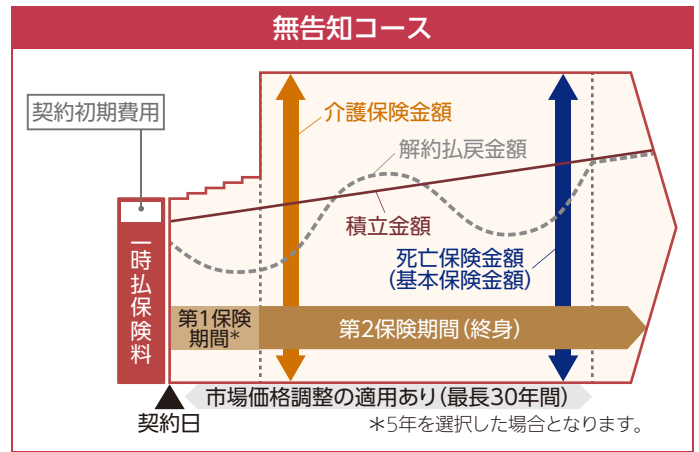 無告知コース
契約初期費用
介護保険金額
解約払戻金額
積立金額
死亡保険金額
(基本保険金額)
一時払保険料
第1保険
期間*
第2保険期間(終身)
市場価格調整の適用あり(最長30年間)
契約日
*5年を選択した場合となります。